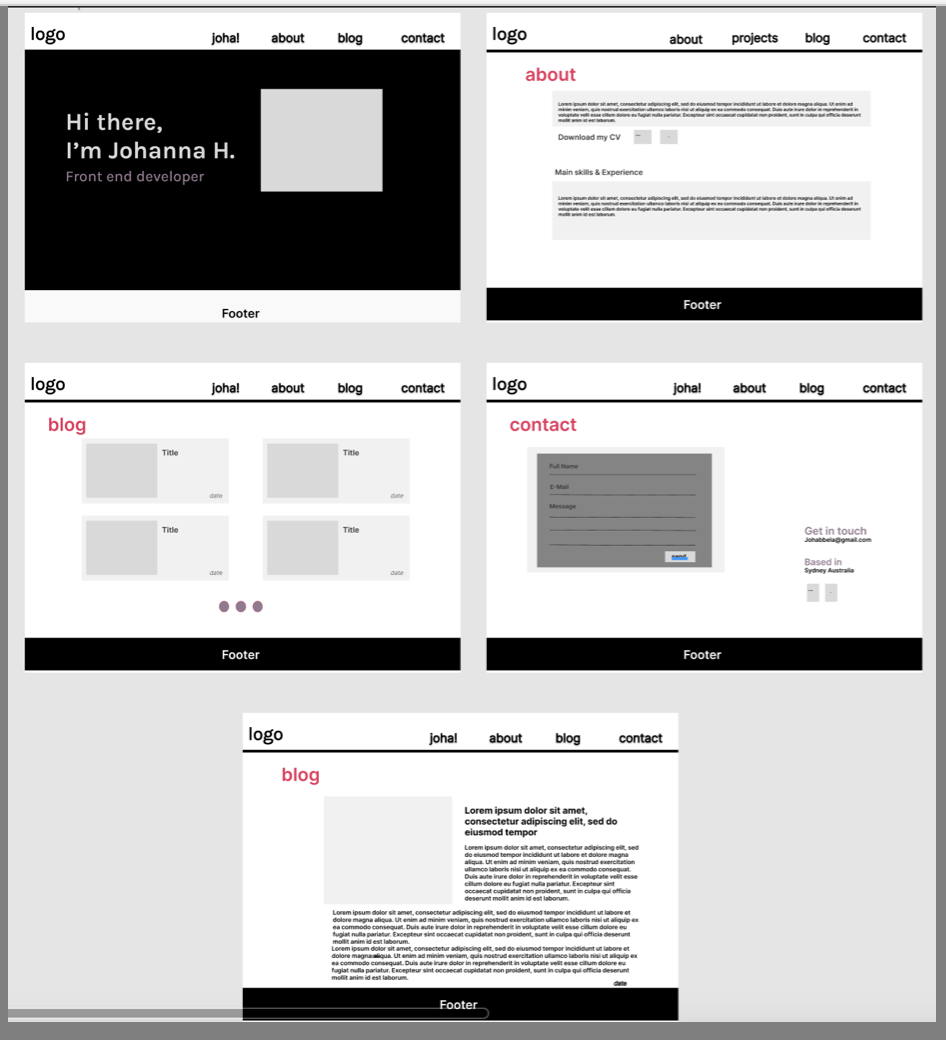 logo
joha! about blog contact
Hi there,
I'm Johanna H.
Front end developer
Footer
logo
about projects blog contact
about
Lorem ipsum dolor sit amet, consectetur adipiscing elit, sed do eiusmod tempor incididunt ut labore et dolore magna aliqua. Ut enim ad
minim veniam, quis nostrud exercitation ullamco laboris nisi ut aliquip ex ea commodo consequat. Duis aute irure dolor in reprehenderit in
voluptate velit esse cillum dolore eu fugiat nulla pariatur. Excepteur sint occaecat cupidatat non proident, sunt in culpa qui officia deserunt
mollit anim id est laborum.
Download my CV
Main skills & Experience
Lorem ipsum dolor sit amet, consectetur adipiscing elit, sed do eiusmod tempor incididunt ut labore et dolore magna aliqua. Ut enim ad
minim veniam, quis nostrud exercitation ullamco laboris nisi ut aliquip ex ea commodo consequat. Duis aute irure dolor in reprehenderit in
voluptate velit esse cillum dolore eu fugiat nulla pariatur. Excepteur sint occaecat cupidatat non proident, sunt in culpa qui officia deserunt
mollit anim id est laborum.
Footer
logo
joha! about blog contact
blog
Title
date
Title
date
Title
date
Title
date
Footer
logo
joha! about blog contact
contact
Full Name
E-Mail
Message
send
Get in touch
Johabbela@gmail.com
Based in
Sydney Australia
Footer
logo
joha! about blog contact
blog
Lorem ipsum dolor sit amet,
consectetur adipiscing elit, sed do
eiusmod tempor
Lorem ipsum dolor sit amet, consectetur adipiscing elit, sed
do eiusmod tempor incididunt ut labore et dolore magna
aliqua. Ut enim ad minim veniam, quis nostrud exercitation
ullamco laboris nisi ut aliquip ex ea commodo consequat.
Duis aute irure dolor in reprehenderit in voluptate velit esse
cillum dolore eu fugiat nulla pariatur. Excepteur sint
occaecat cupidatat non proident, sunt in culpa qui officia
deserunt mollit anim id est laborum.
Lorem ipsum dolor sit amet, consectetur adipiscing elit, sed do eiusmod tempor incididunt ut labore et
dolore magna aliqua. Ut enim ad minim veniam, quis nostrud exercitation ullamco laboris nisi ut aliquip ex
ea commodo consequat. Duis aute irure dolor in reprehenderit in voluptate velit esse cillum dolore eu
fugiat nulla pariatur. Excepteur sint occaecat cupidatat non proident, sunt in culpa qui officia deserunt
mollit anim id est laborum.
Lorem ipsum dolor sit amet, consectetur adipiscing elit, sed do eiusmod tempor incididunt ut labore et
dolore magna aliqua. Ut enim ad minim veniam, quis nostrud exercitation ullamco laboris nisi ut aliquip ex
ea commodo consequat. Duis aute irure dolor in reprehenderit in voluptate velit esse cillum dolore eu
fugiat nulla pariatur. Excepteur sint occaecat cupidatat non proident, sunt in culpa qui officia deserunt
mollit anim id est laborum.
date
Footer